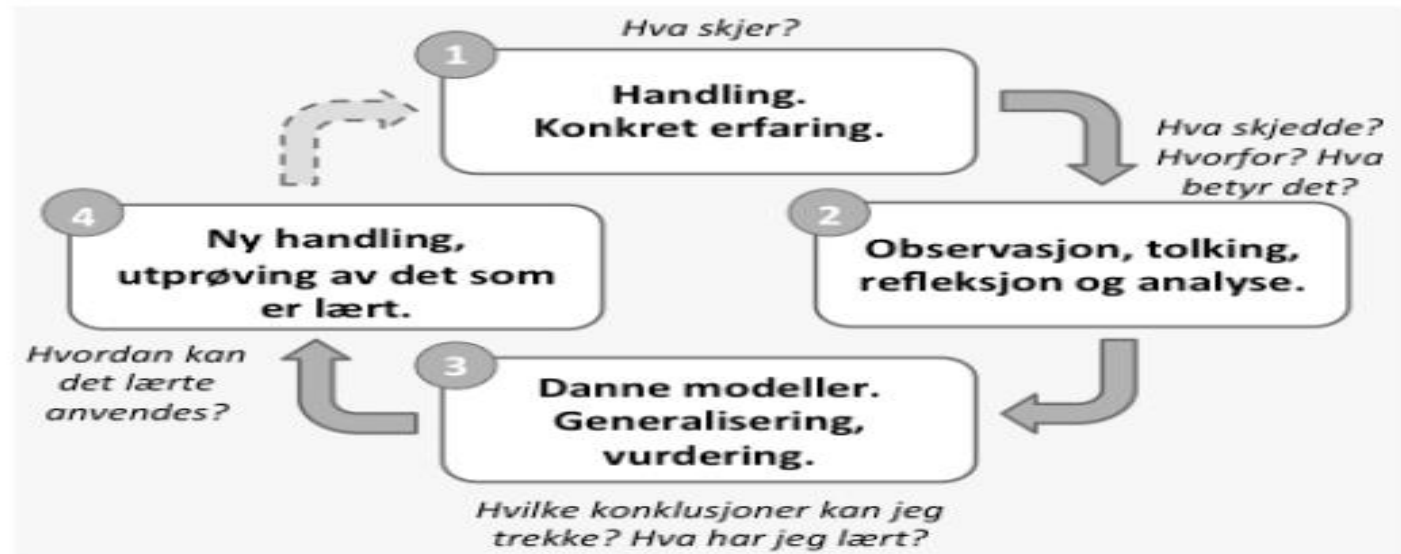 Hva skjer?
1
Handling.
Konkret erfaring.
Hva skjedde?
Hvorfor? Hva
betyr det?
2
Observasjon, tolking,
refleksjon og analyse.
3
Danne modeller.
Generalisering,
vurdering.
Hvilke konklusjoner kan jeg
trekke? Hva har jeg lært?
4
Ny handling,
utprøving av det som
er lært.
Hvordan kan
det lærte
anvendes?